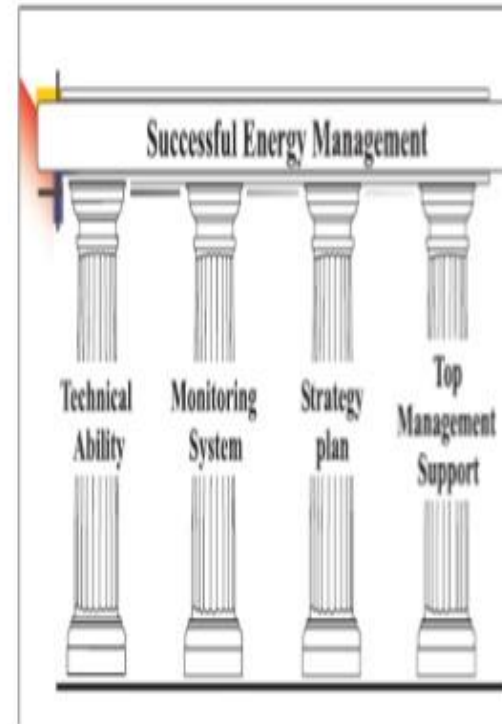 Successful Energy Management
Technical
Ability
Monitoring
System
Strategy
plan
Top
Management
Support